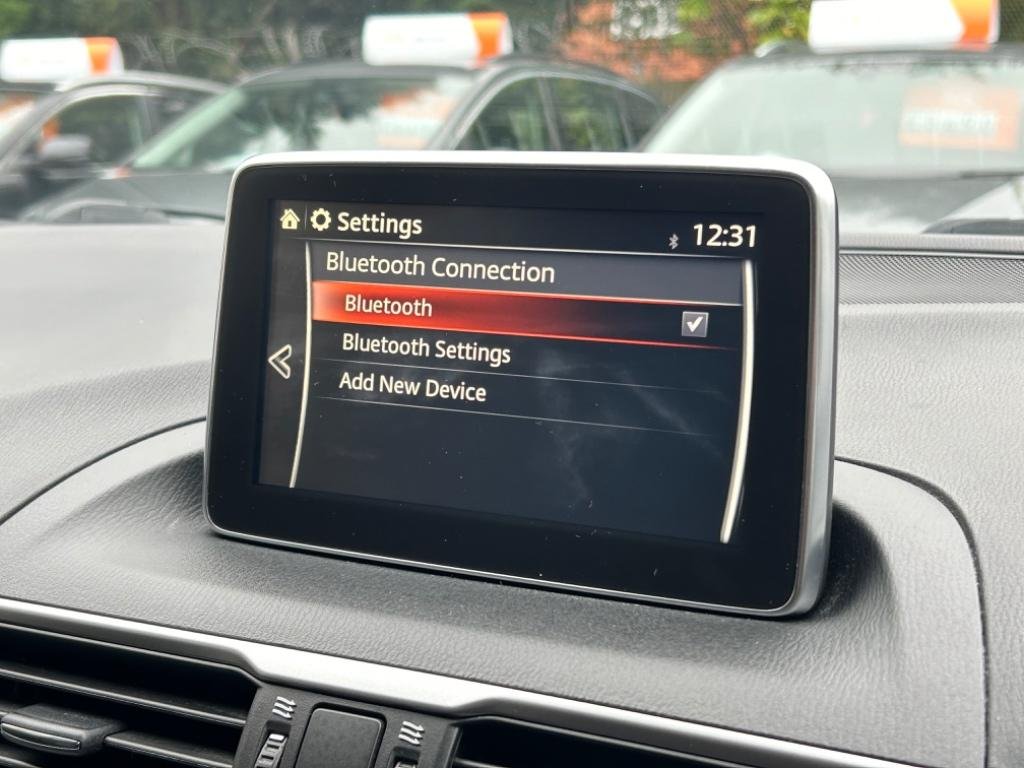 Settings
12:31
Bluetooth Connection
Bluetooth
Bluetooth Settings
Add New Device